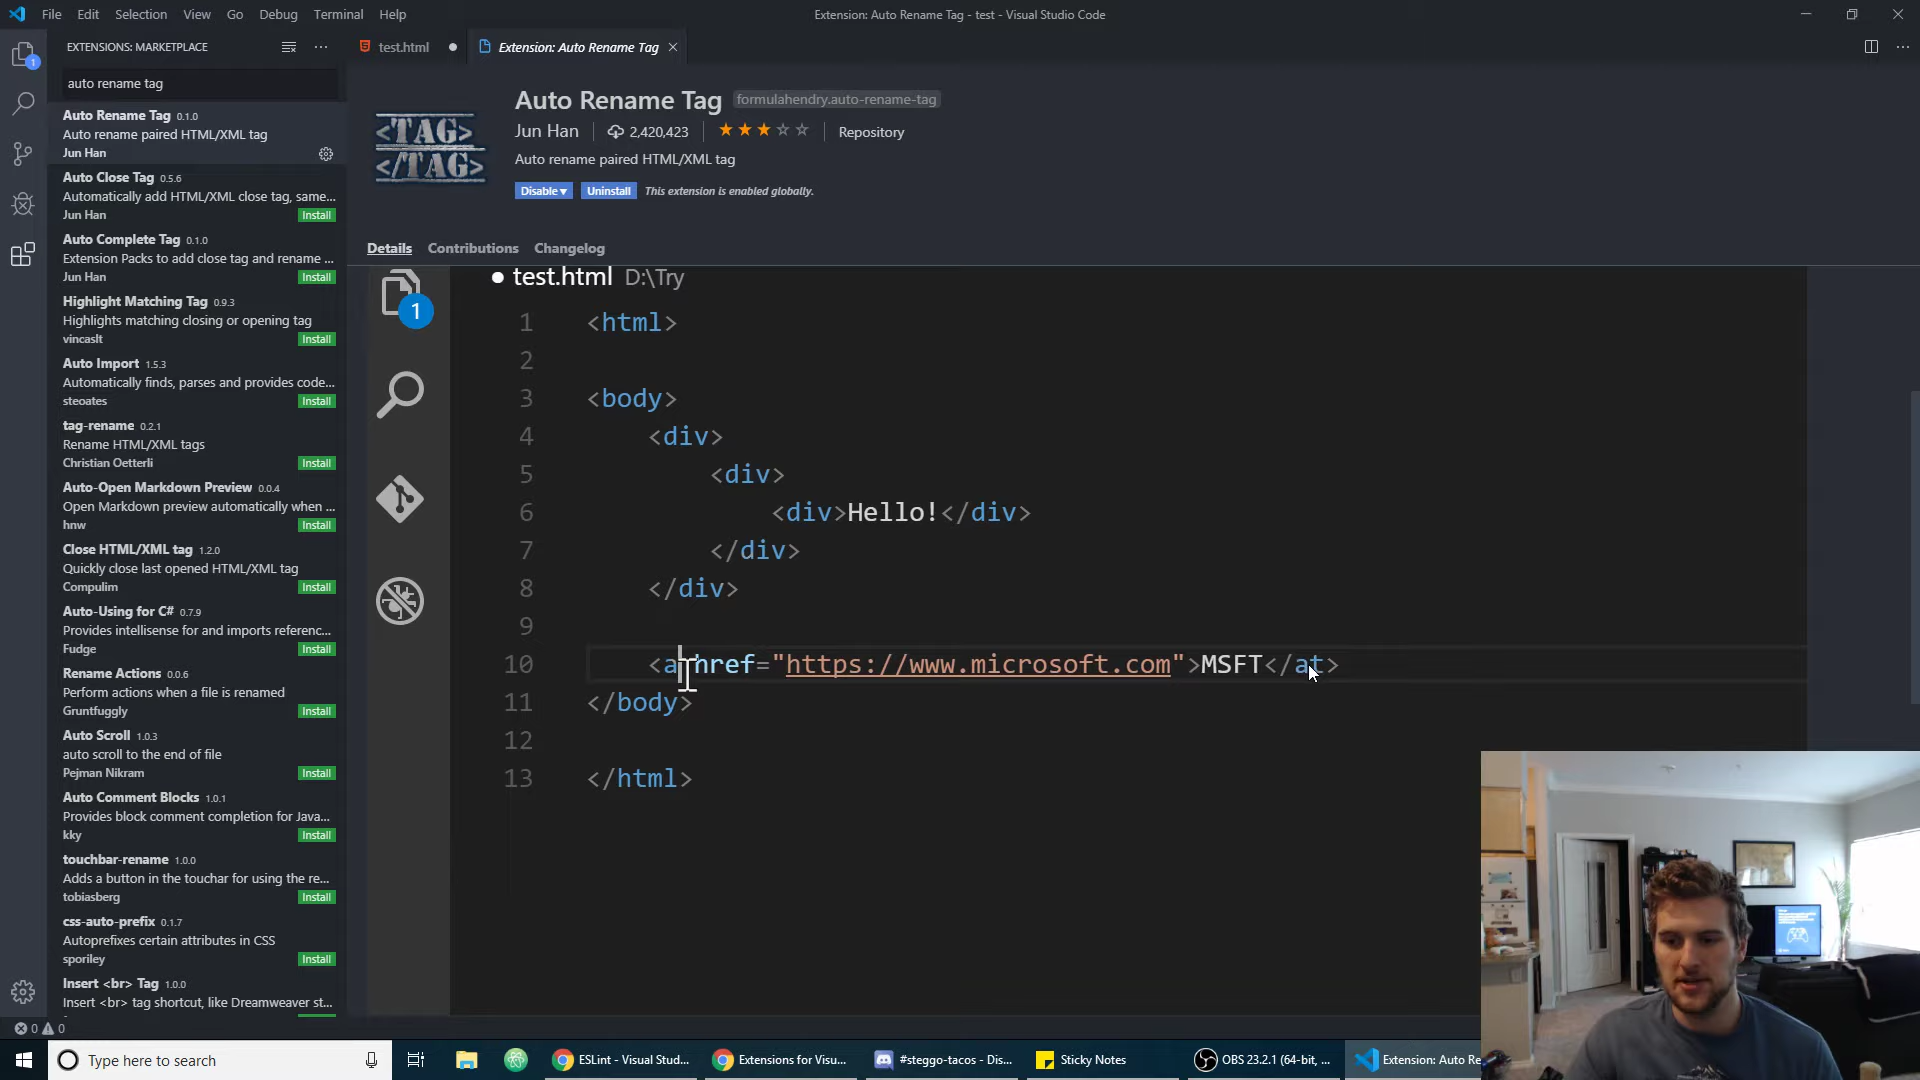 File Edit Selection View Go Debug Terminal Help
Extension: Auto Rename Tag - test - Visual Studio Code
EXTENSIONS: MARKETPLACE
test.html
Extension: Auto Rename Tag
auto rename tag
Auto Rename Tag 0.1.0
Auto rename paired HTML/XML tag
Jun Han
Auto Close Tag 0.5.6
Automatically add HTML/XML close tag, same...
Jun Han Install
Auto Complete Tag 0.1.0
Extension Packs to add close tag and rename ...
Jun Han Install
Highlight Matching Tag 0.9.3
Highlights matching closing or opening tag
vincaslt Install
Auto Import 1.5.3
Automatically finds, parses and provides code...
steoates Install
tag-rename 0.2.1
Rename HTML/XML tags
Christian Oetterli Install
Auto-Open Markdown Preview 0.0.4
Open Markdown preview automatically when ...
hnw Install
Close HTML/XML tag 1.2.0
Quickly close last opened HTML/XML tag
Compulim Install
Auto-Using for C# 0.7.9
Provides intellisense for and imports referenc...
Fudge Install
Rename Actions 0.0.6
Perform actions when a file is renamed
Gruntfuggly Install
Auto Scroll 1.0.3
auto scroll to the end of file
Pejman Nikram Install
Auto Comment Blocks 1.0.1
Provides block comment completion for Java...
kky Install
touchbar-rename 1.0.0
Adds a button in the touchar for using the re...
tobiasberg Install
css-auto-prefix 0.1.7
Autoprefixes certain attributes in CSS
sporiley Install
Insert <br> Tag 1.0.0
Insert <br> tag shortcut, like Dreamweaver st...
<TAG>
</TAG>
Auto Rename Tag formulahendry.auto-rename-tag
Jun Han 2,420,423 Repository
Auto rename paired HTML/XML tag
Disable Uninstall This extension is enabled globally.
Details Contributions Changelog
test.html D:\Try
1
1 <html>
2
3 <body>
4 <div>
5 <div>
6 <div>Hello!</div>
7 </div>
8 </div>
9
10 <a href="https://www.microsoft.com">MSFT</at>
11 </body>
12
13 </html>
1
0 0
Type here to search
ESLint - Visual Stud...
Extensions for Visu...
#steggo-tacos - Dis...
Sticky Notes
OBS 23.2.1 (64-bit, ...
Extension: Auto Re